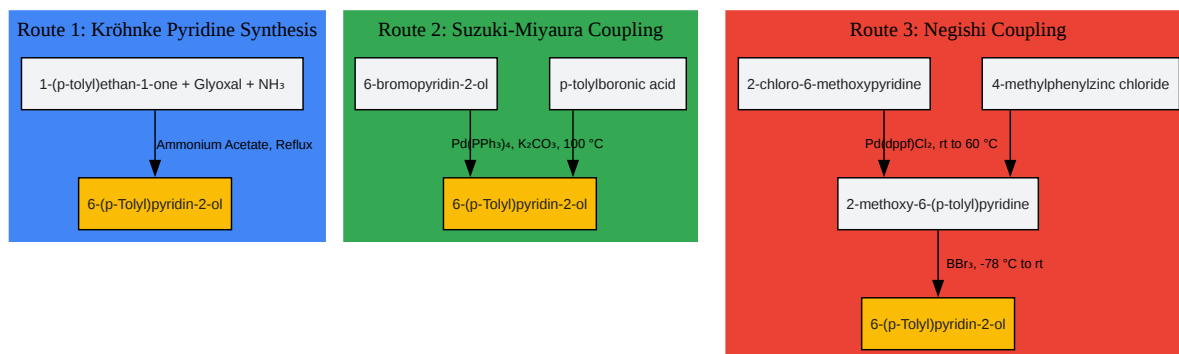 Route 1: Kröhnke Pyridine Synthesis
1-(p-tolyl)ethan-1-one + Glyoxal + NH₃
Ammonium Acetate, Reflux
6-(p-Tolyl)pyridin-2-ol
Route 2: Suzuki-Miyaura Coupling
6-bromopyridin-2-ol
p-tolylboronic acid
Pd(PPh₃)₄, K₂CO₃, 100 °C
6-(p-Tolyl)pyridin-2-ol
Route 3: Negishi Coupling
2-chloro-6-methoxypyridine
4-methylphenylzinc chloride
Pd(dppf)Cl₂, rt to 60 °C
2-methoxy-6-(p-tolyl)pyridine
BBr₃, -78 °C to rt
6-(p-Tolyl)pyridin-2-ol